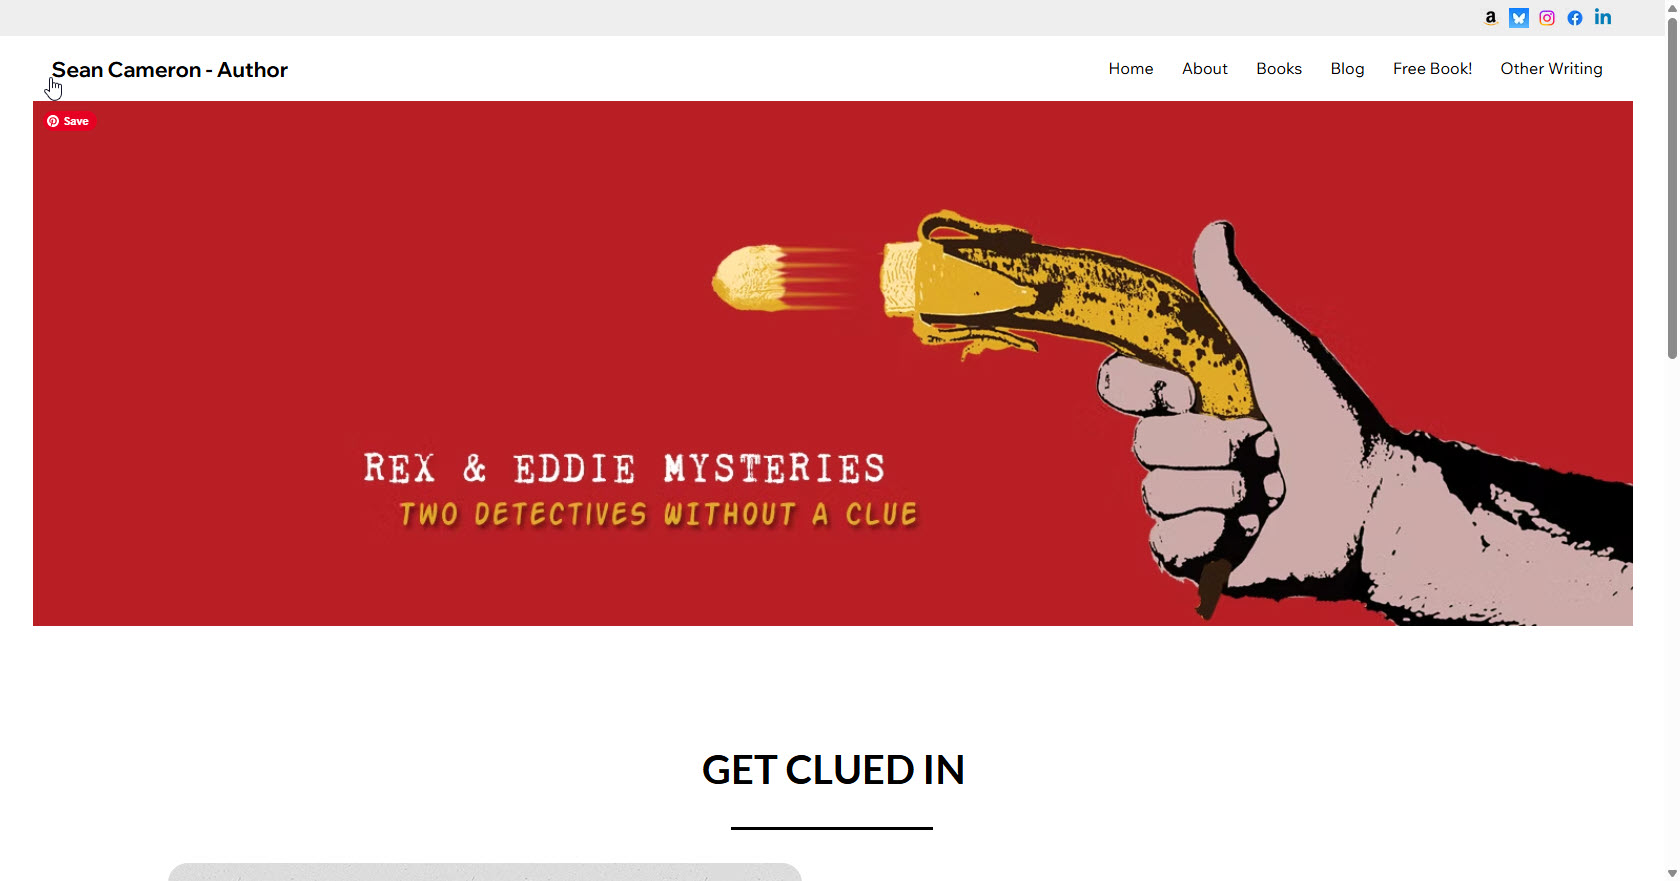 Sean Cameron - Author
Home About Books Blog Free Book! Other Writing
Save
REX & EDDIE MYSTERIES
TWO DETECTIVES WITHOUT A CLUE
GET CLUED IN